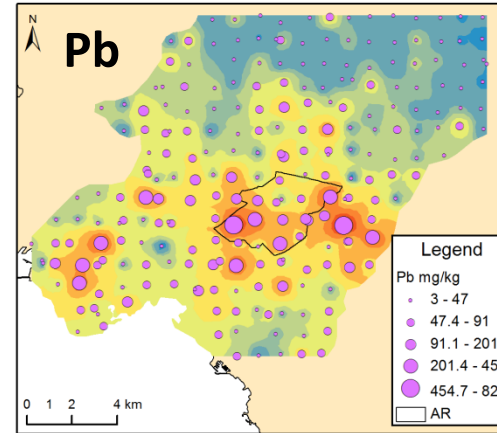 N
Pb
Legend
Pb mg/kg
3 - 47
47.4 - 91
91.1 - 201
201.4 - 45
454.7 - 82
AR
0 1 2 4 km